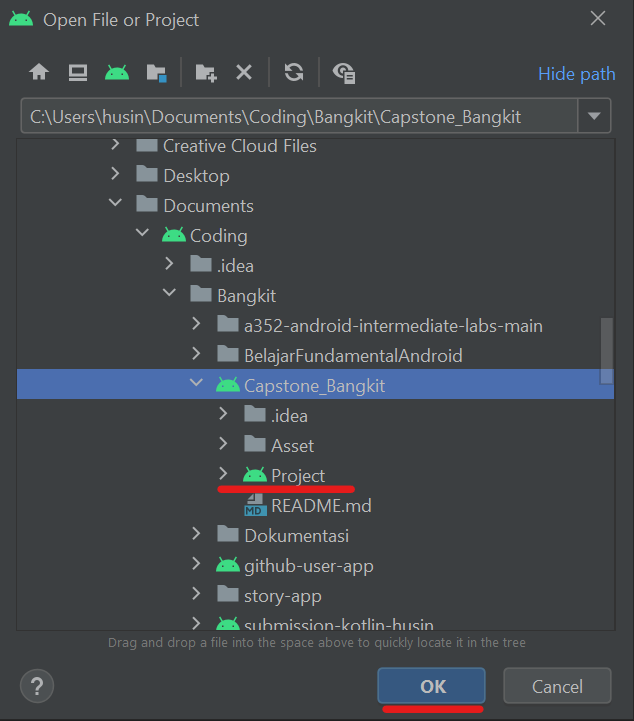 Open File or Project
Hide path
C:\Users\husin\Documents\Coding\Bangkit\Capstone_Bangkit
Creative Cloud Files
Desktop
Documents
Coding
.idea
Bangkit
a352-android-intermediate-labs-main
BelajarFundamentalAndroid
Capstone_Bangkit
.idea
Asset
Project
MD README.md
Dokumentasi
github-user-app
story-app
submission-kotlin-husin
Drag and drop a file into the space above to quickly locate it in the tree
? OK Cancel